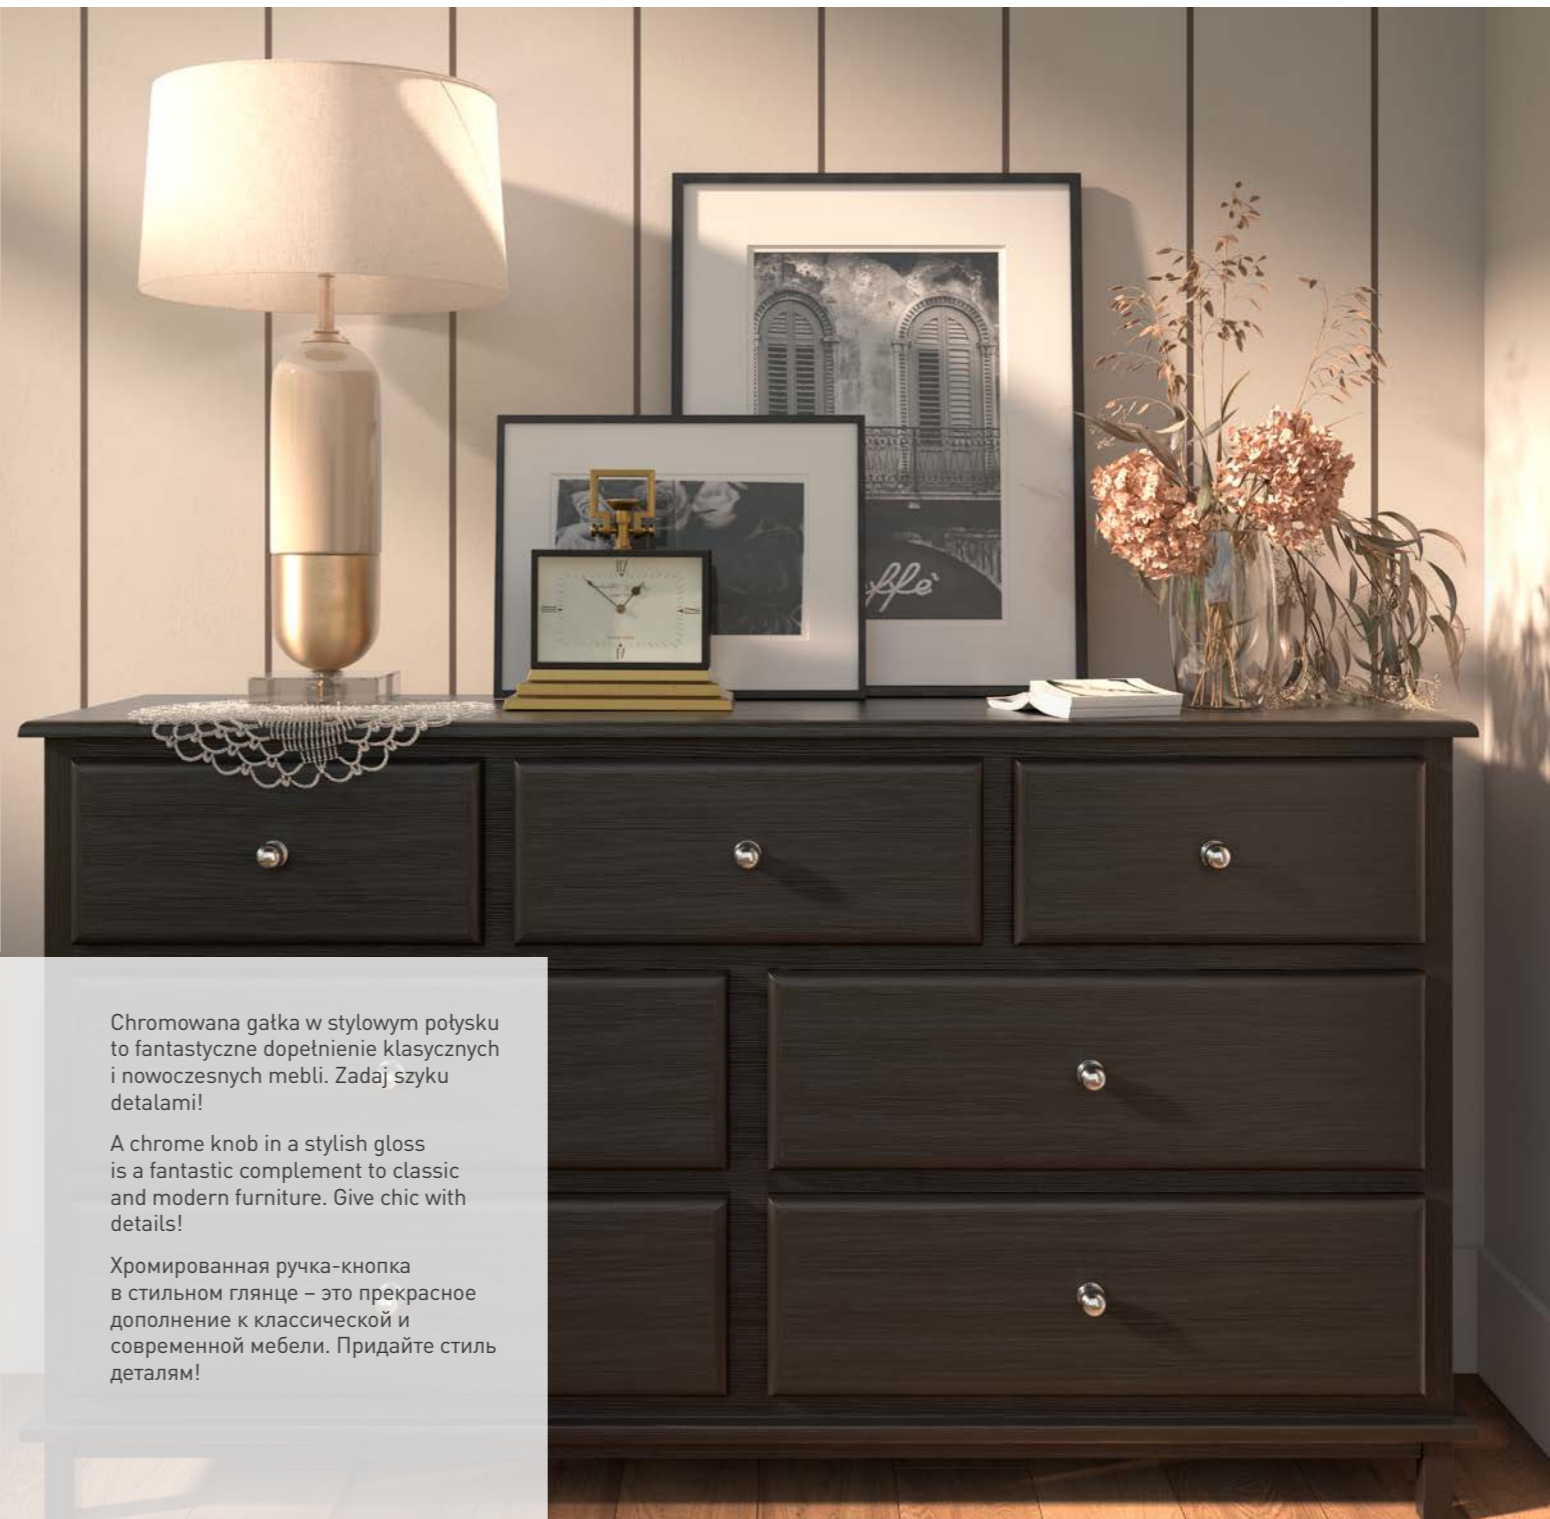 ffè
Chromowana gałka w stylowym połysku
to fantastyczne dopełnienie klasycznych
i nowoczesnych mebli. Zadaj szyku
detalami!
A chrome knob in a stylish gloss
is a fantastic complement to classic
and modern furniture. Give chic with
details!
Хромированная ручка-кнопка
в стильном глянце – это прекрасное
дополнение к классической и
современной мебели. Придайте стиль
деталям!